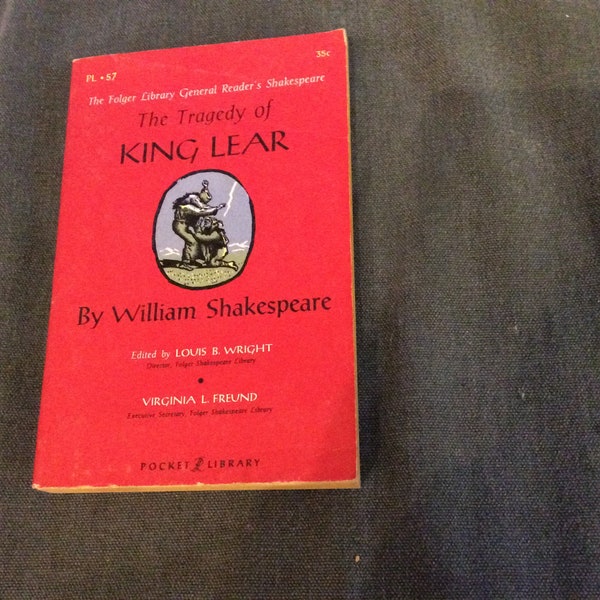 PL • 57
35c
The Folger Library General Reader's Shakespeare
The Tragedy of
KING LEAR
By William Shakespeare
Edited by LOUIS B. WRIGHT
Director, Folger Shakespeare Library
•
VIRGINIA L. FREUND
Executive Secretary, Folger Shakespeare Library
POCKET LIBRARY